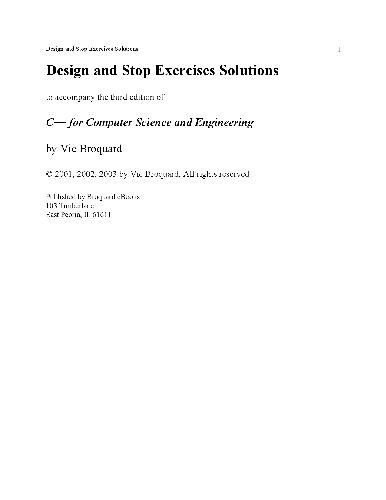 Design and Stop Exercises Solutions 1
Design and Stop Exercises Solutions
to accompany the third edition of
C++ for Computer Science and Engineering
by Vic Broquard
© 2001, 2002, 2003 by Vic Broquard, All rights reserved
Published by Broquard eBooks
103 Timberlane
East Peoria, IL 61611